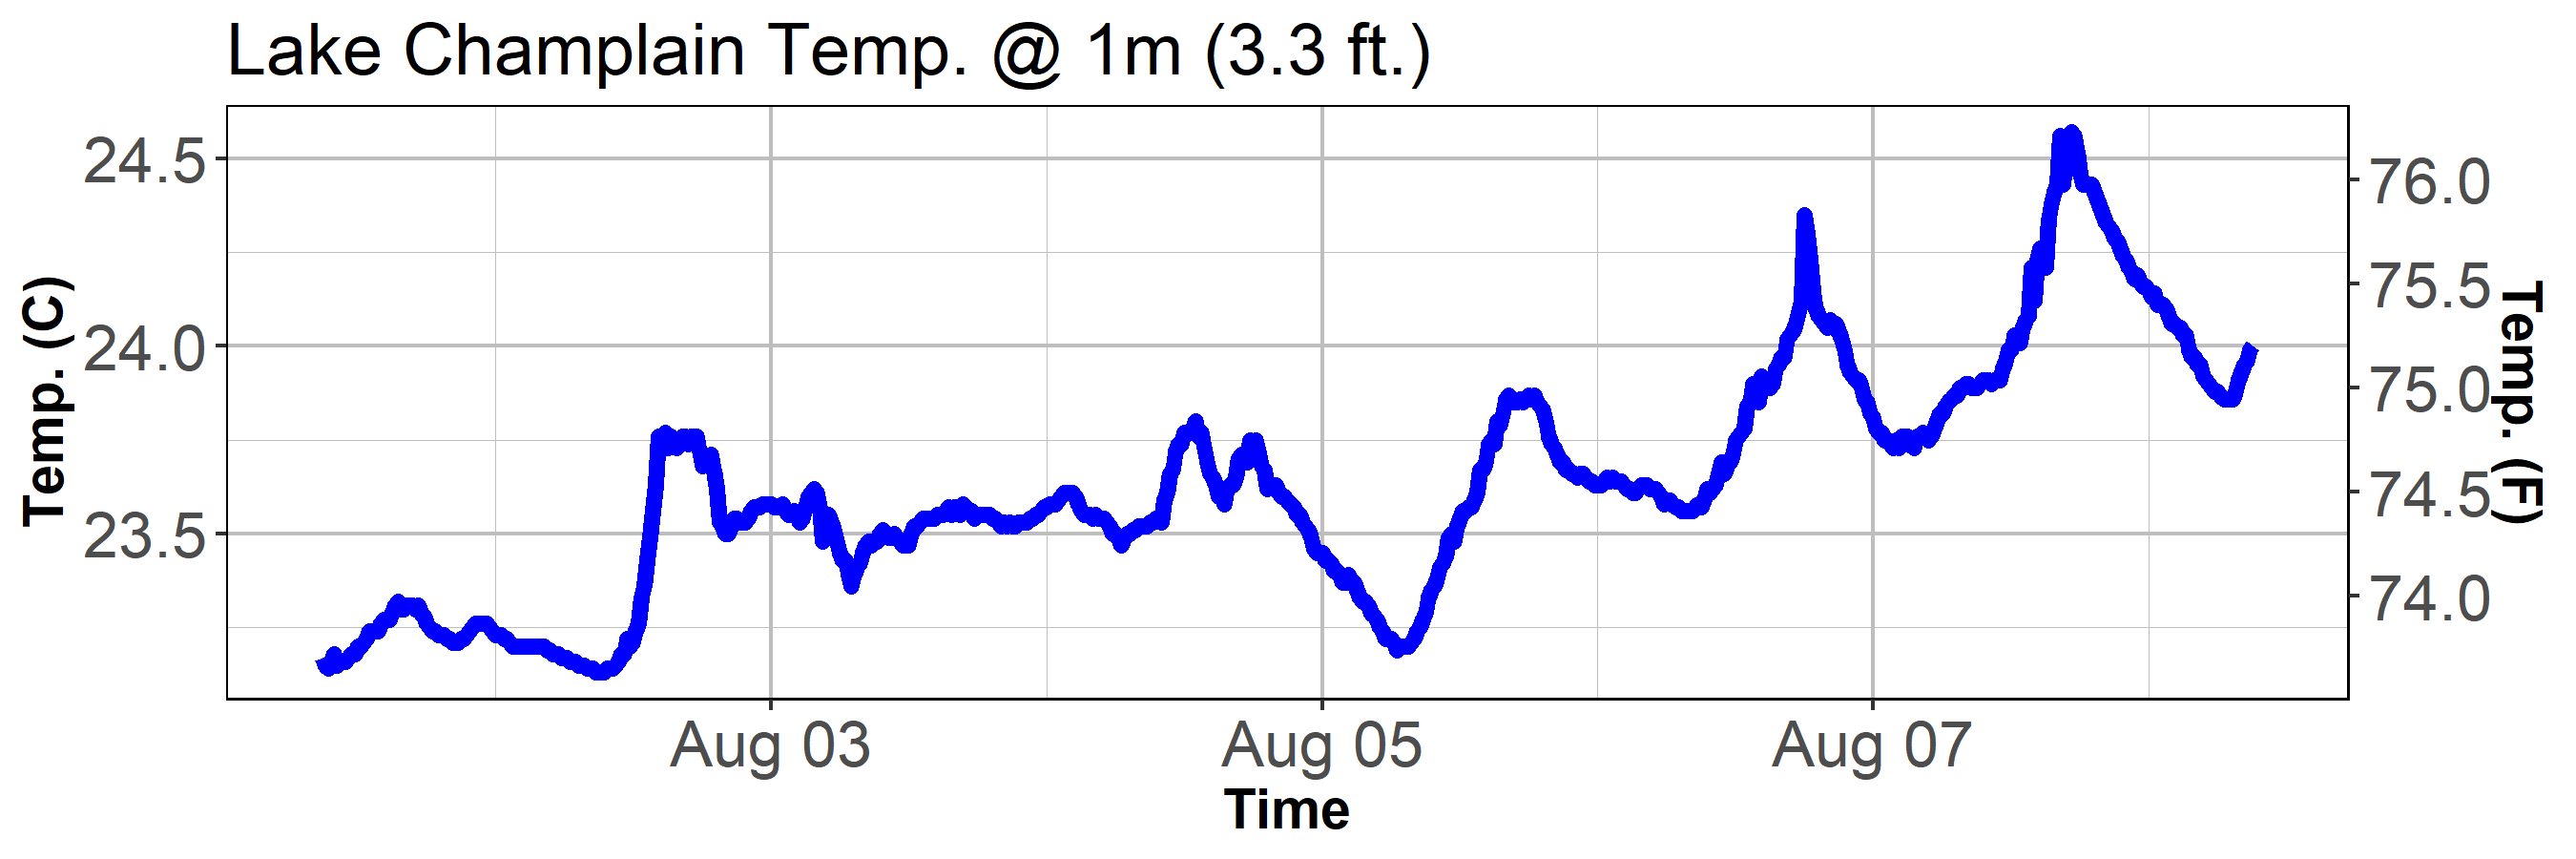 Lake Champlain Temp. @ 1m (3.3 ft.)
24.5
24.0
23.5
Temp. (C)
76.0
75.5
75.0
74.5
74.0
Temp. (F)
Aug 03 Aug 05 Aug 07
Time